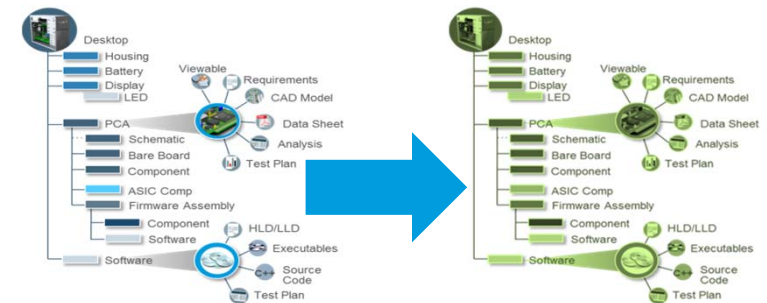 Desktop
Housing
Battery
Display
LED
PCA
Schematic
Bare Board
Component
ASIC Comp
Firmware Assembly
Component
Software
Software
Viewable
Requirements
CAD Model
Data Sheet
Analysis
Test Plan
HLD/LLD
Executables
C++
Source
Code
Test Plan
Desktop
Housing
Battery
Display
LED
PCA
Schematic
Bare Board
Component
ASIC Comp
Firmware Assembly
Component
Software
Software
Viewable
Requirements
CAD Model
Data Sheet
Analysis
Test Plan
HLD/LLD
Executables
C++
Source
Code
Test Plan